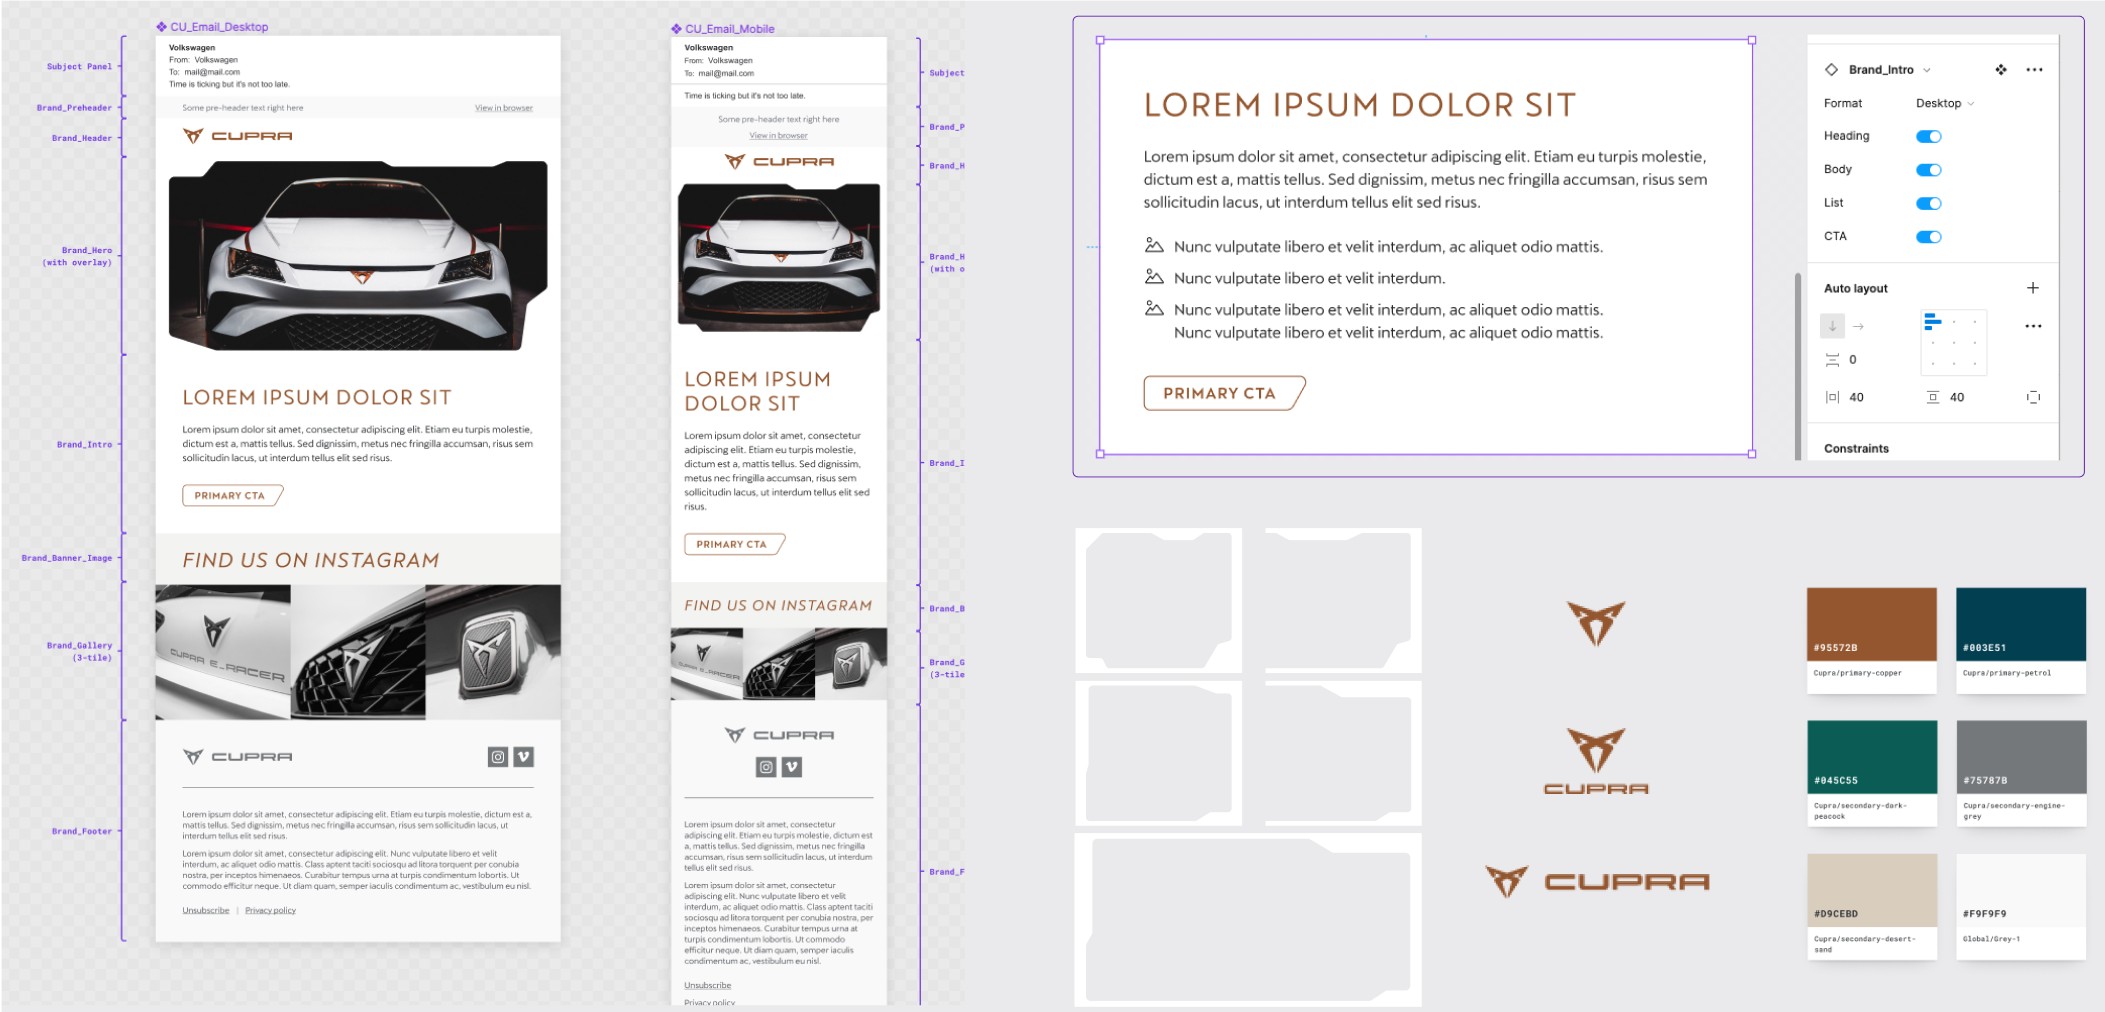 CU_Email_Desktop
Subject Panel
Brand_Preheader
Brand_Header
Brand_Hero
(with overlay)
Brand_Intro
Brand_Banner_Image
Brand_Gallery
(3-tile)
Brand_Footer
Volkswagen
From: Volkswagen
To: mail@mail.com
Time is ticking but it's not too late.
Some pre-header text right here
View in browser
CUPRA
LOREM IPSUM DOLOR SIT
Lorem ipsum dolor sit amet, consectetur adipiscing elit. Etiam eu turpis molestie,
dictum est a, mattis tellus. Sed dignissim, metus nec fringilla accumsan, risus sem
sollicitudin lacus, ut interdum tellus elit sed risus.
PRIMARY CTA
FIND US ON INSTAGRAM
CUPRA E_RACER
CUPRA
Lorem ipsum dolor sit amet, consectetur adipiscing elit. Etiam eu turpis molestie, dictum est a,
mattis tellus. Sed dignissim, metus nec fringilla accumsan, risus sem sollicitudin lacus, ut
interdum tellus elit sed risus.
Lorem ipsum dolor sit amet, consectetur adipiscing elit. Nunc vulputate libero et velit
interdum, ac aliquet odio mattis. Class aptent taciti sociosqu ad litora torquent per conubia
nostra, per inceptos himenaeos. Curabitur tempus urna at turpis condimentum lobortis. Ut
commodo efficitur neque. Ut diam quam, semper iaculis condimentum ac, vestibulum eu nisl.
Unsubscribe | Privacy policy
CU_Email_Mobile
Volkswagen
From: Volkswagen
To: mail@mail.com
Time is ticking but it's not too late.
Some pre-header text right here
View in browser
CUPRA
LOREM IPSUM
DOLOR SIT
Lorem ipsum dolor sit amet, consectetur
adipiscing elit. Etiam eu turpis molestie,
dictum est a, mattis tellus. Sed dignissim,
metus nec fringilla accumsan, risus sem
sollicitudin lacus, ut interdum tellus elit sed
risus.
PRIMARY CTA
FIND US ON INSTAGRAM
CUPRA E_RACER
CUPRA
Lorem ipsum dolor sit amet, consectetur
adipiscing elit. Etiam eu turpis molestie, dictum est
a, mattis tellus. Sed dignissim, metus nec fringilla
accumsan, risus sem sollicitudin lacus, ut interdum
tellus elit sed risus.
Lorem ipsum dolor sit amet, consectetur
adipiscing elit. Nunc vulputate libero et velit
interdum, ac aliquet odio mattis. Class aptent taciti
sociosqu ad litora torquent per conubia nostra, per
inceptos himenaeos. Curabitur tempus urna at
turpis condimentum lobortis. Ut commodo
efficitur neque. Ut diam quam, semper iaculis
condimentum ac, vestibulum eu nisl.
Unsubscribe
Privacy policy
Subject
Brand_P
Brand_H
Brand_H
(with o
Brand_I
Brand_B
Brand_G
(3-tile
Brand_F
LOREM IPSUM DOLOR SIT
Lorem ipsum dolor sit amet, consectetur adipiscing elit. Etiam eu turpis molestie,
dictum est a, mattis tellus. Sed dignissim, metus nec fringilla accumsan, risus sem
sollicitudin lacus, ut interdum tellus elit sed risus.
Nunc vulputate libero et velit interdum, ac aliquet odio mattis.
Nunc vulputate libero et velit interdum.
Nunc vulputate libero et velit interdum, ac aliquet odio mattis.
Nunc vulputate libero et velit interdum, ac aliquet odio mattis.
PRIMARY CTA
Brand_Intro
Format Desktop
Heading
Body
List
CTA
Auto layout
0
40 40
Constraints
CUPRA
CUPRA
#95572B
Cupra/primary-copper
#003E51
Cupra/primary-petrol
#045C55
Cupra/secondary-dark-
peacock
#75787B
Cupra/secondary-engine-
grey
#D9CEBD
Cupra/secondary-desert-
sand
#F9F9F9
Global/Grey-1